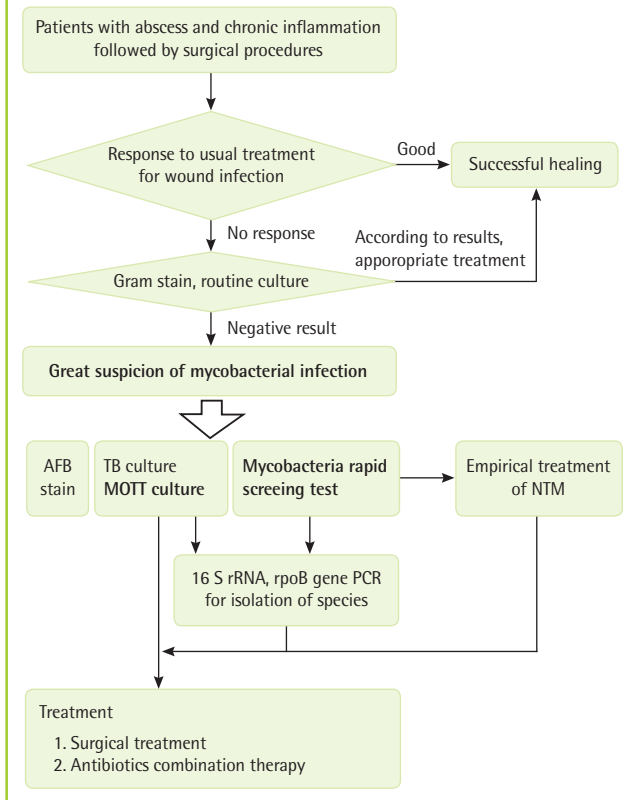 Patients with abscess and chronic inflammation
followed by surgical procedures
Response to usual treatment
for wound infection
Good
Successful healing
No response
According to results,
apporopriate treatment
Gram stain, routine culture
Negative result
Great suspicion of mycobacterial infection
AFB
stain
TB culture
MOTT culture
Mycobacteria rapid
screeing test
Empirical treatment
of NTM
16 S rRNA, rpoB gene PCR
for isolation of species
Treatment
1. Surgical treatment
2. Antibiotics combination therapy